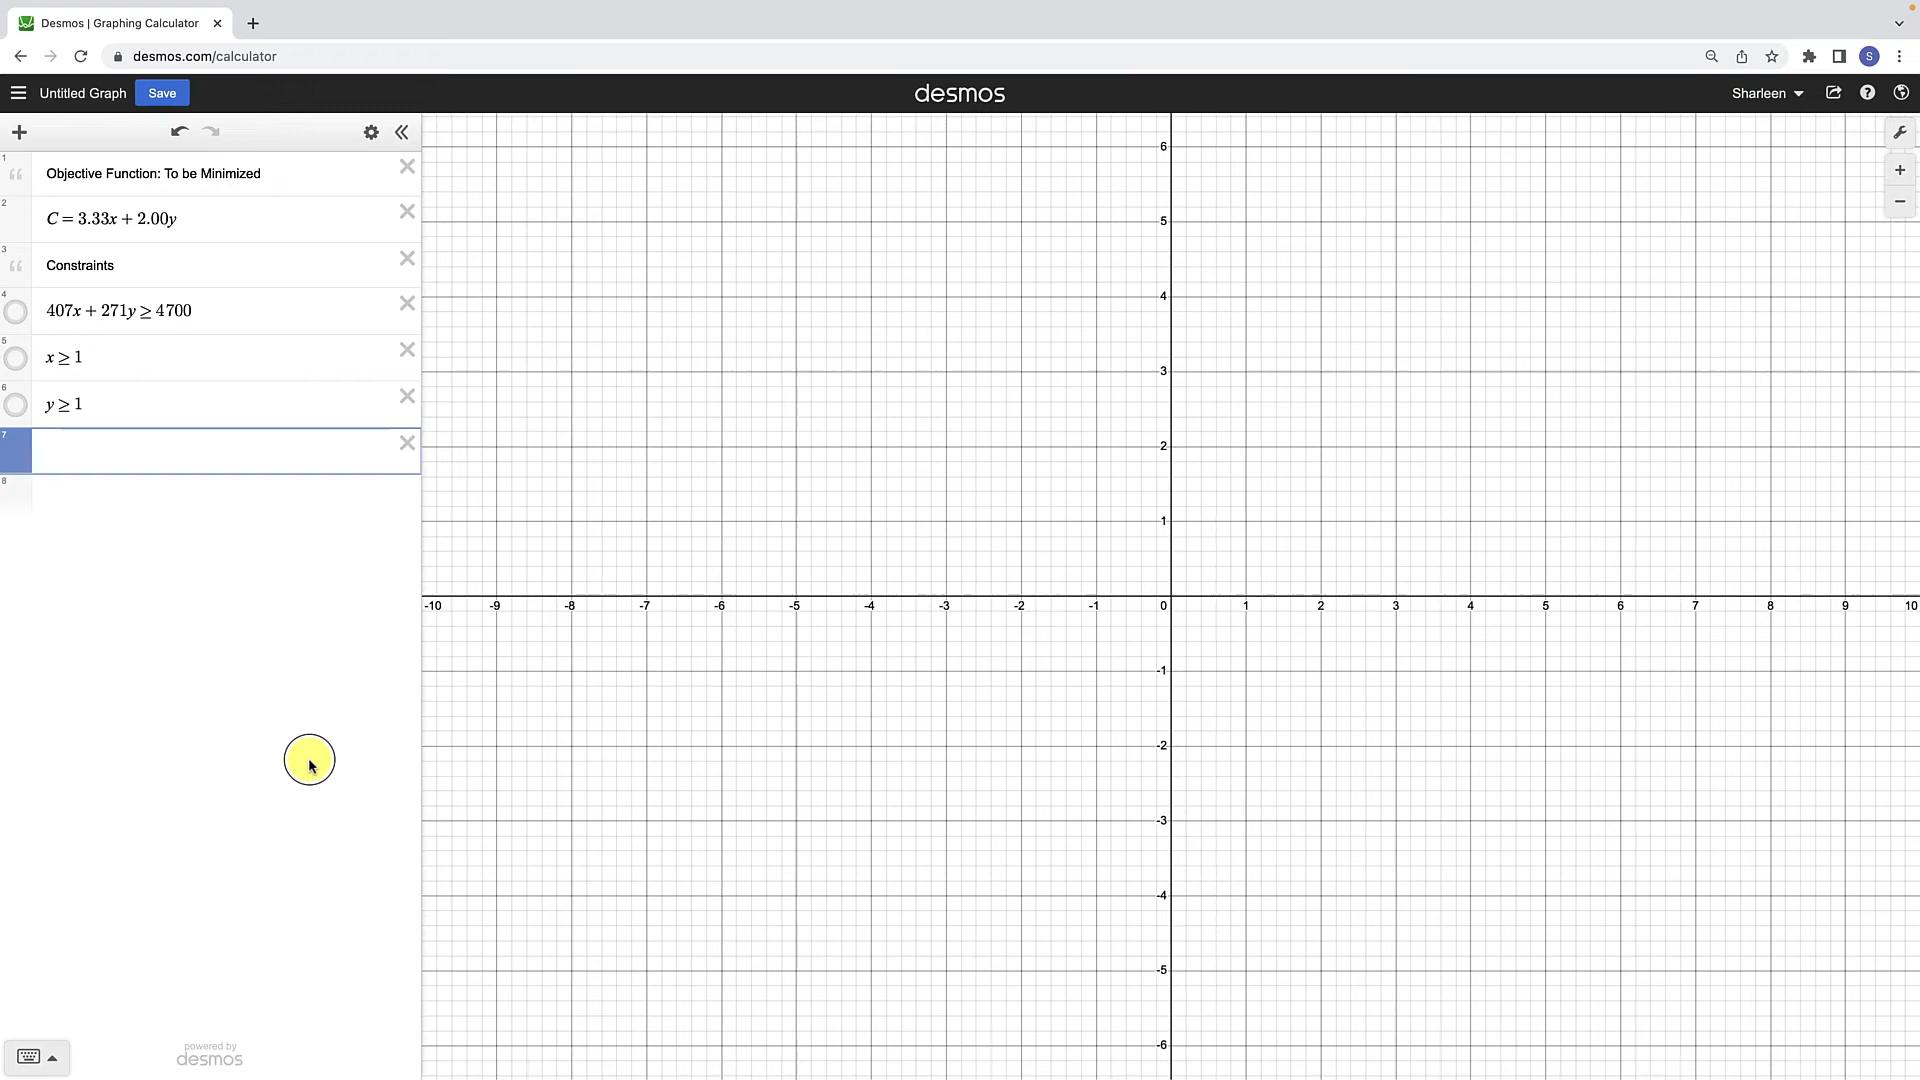 Desmos | Graphing Calculator
desmos.com/calculator
S
Untitled Graph
Save
desmos
Sharleen
1
Objective Function: To be Minimized
2
C = 3.33x + 2.00y
3
Constraints
4
407x + 271y ≥ 4700
5
x ≥ 1
6
y ≥ 1
7
8
6
5
4
3
2
1
-10 -9 -8 -7 -6 -5 -4 -3 -2 -1 0 1 2 3 4 5 6 7 8 9 10
-1
-2
-3
-4
-5
-6
powered by
desmos